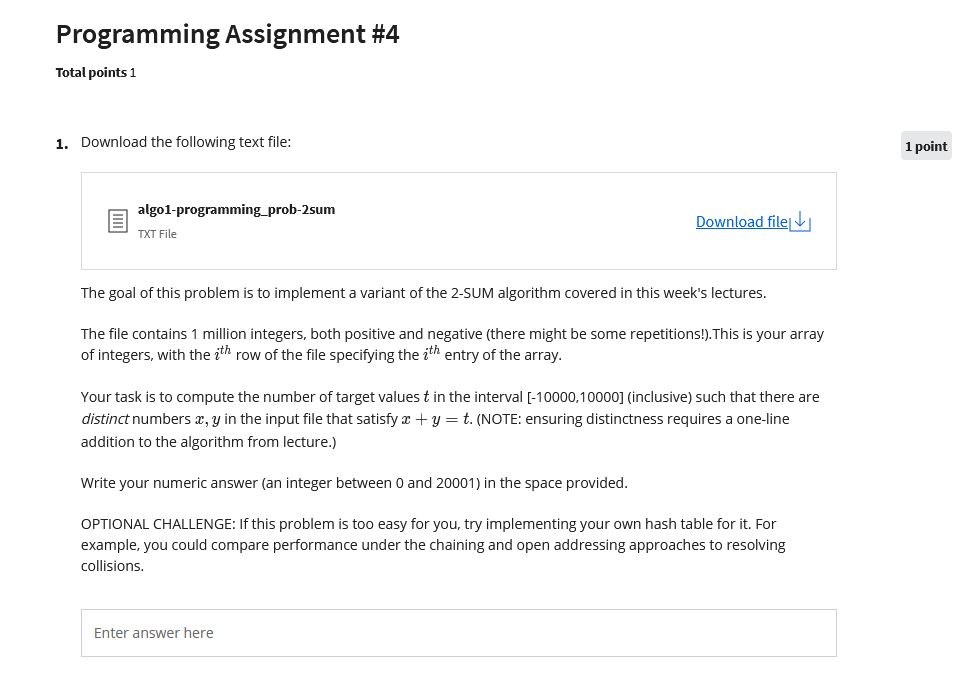 Programming Assignment #4
Total points 1
1. Download the following text file:
1 point
algo1-programming_prob-2sum
TXT File
Download file
The goal of this problem is to implement a variant of the 2-SUM algorithm covered in this week's lectures.
The file contains 1 million integers, both positive and negative (there might be some repetitions!).This is your array
of integers, with the i^th row of the file specifying the i^th entry of the array.
Your task is to compute the number of target values t in the interval [-10000,10000] (inclusive) such that there are
distinct numbers x, y in the input file that satisfy x + y = t. (NOTE: ensuring distinctness requires a one-line
addition to the algorithm from lecture.)
Write your numeric answer (an integer between 0 and 20001) in the space provided.
OPTIONAL CHALLENGE: If this problem is too easy for you, try implementing your own hash table for it. For
example, you could compare performance under the chaining and open addressing approaches to resolving
collisions.
Enter answer here